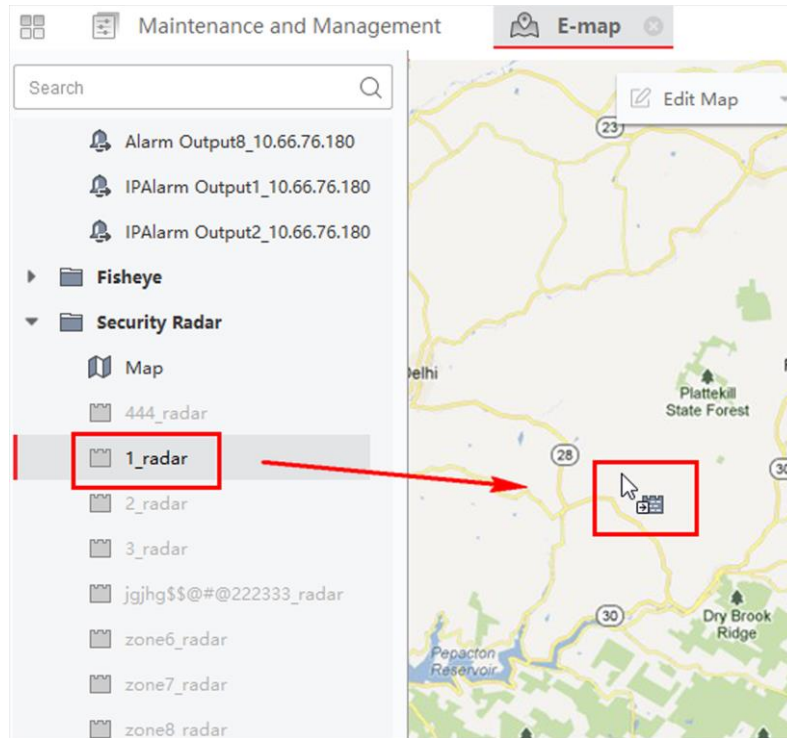 Maintenance and Management
E-map
Search
Edit Map
Alarm Output8_10.66.76.180
IPAlarm Output1_10.66.76.180
IPAlarm Output2_10.66.76.180
Fisheye
Security Radar
Map
444_radar
1_radar
2_radar
3_radar
jgjhg$$@#@222333_radar
zone6_radar
zone7_radar
zone8_radar
23
elhi
Plattekill
State Forest
28
30
30
Dry Brook
Ridge
Pepacton
Reservoir